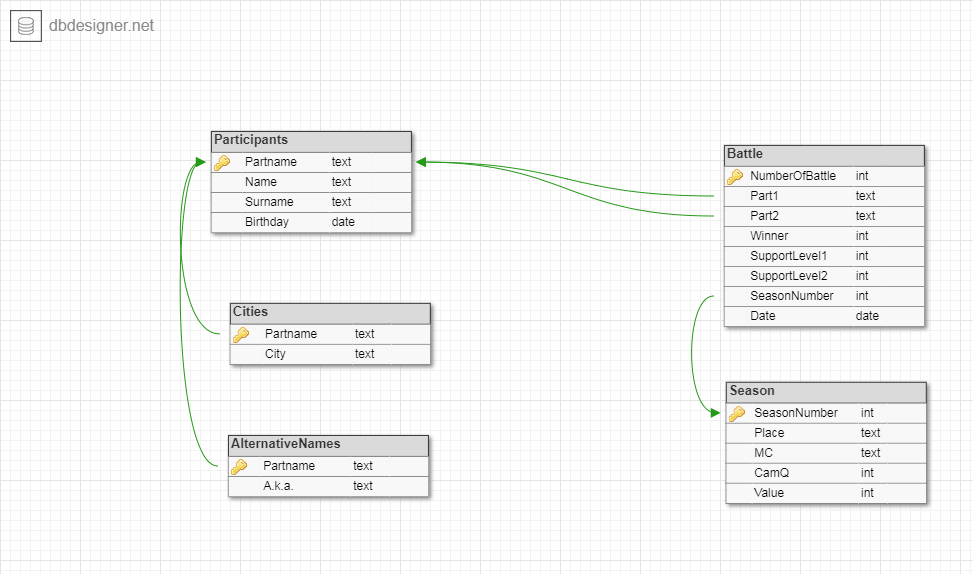 dbdesigner.net
Participants
Partname text
Name text
Surname text
Birthday date
Battle
NumberOfBattle int
Part1 text
Part2 text
Winner int
SupportLevel1 int
SupportLevel2 int
SeasonNumber int
Date date
Cities
Partname text
City text
Season
SeasonNumber int
Place text
MC text
CamQ int
Value int
AlternativeNames
Partname text
A.k.a. text